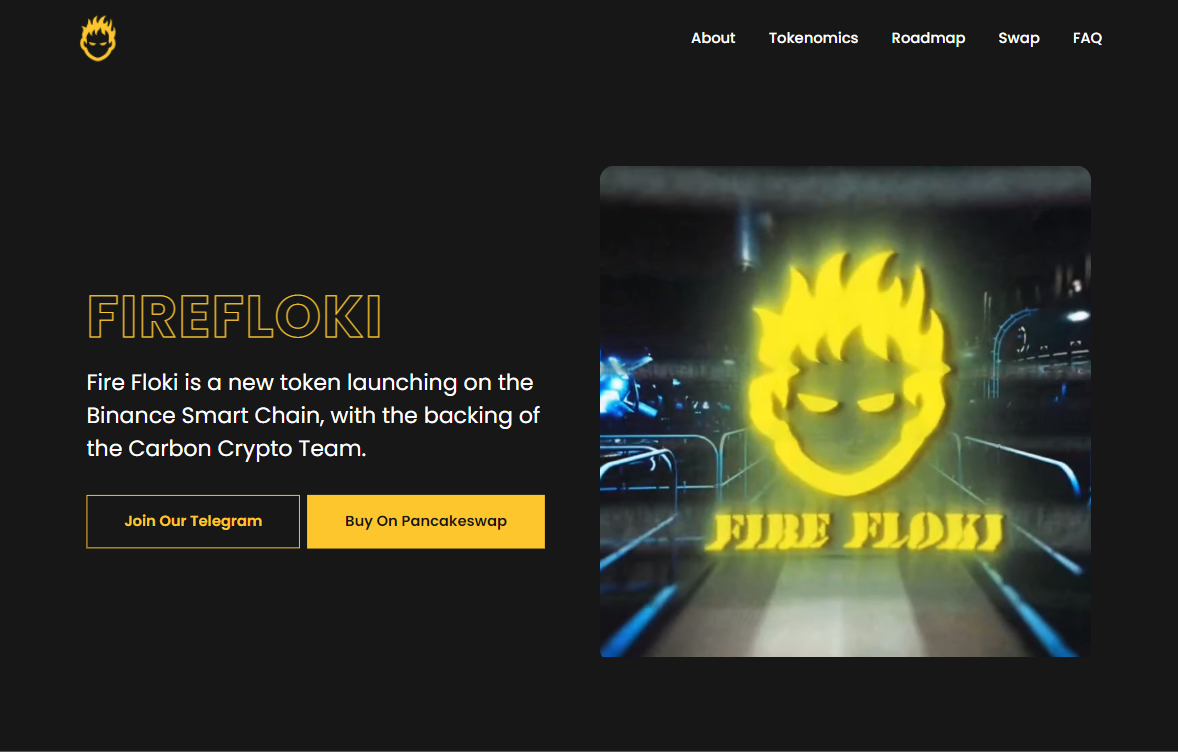 About Tokenomics Roadmap Swap FAQ
FIREFLOKI
Fire Floki is a new token launching on the
Binance Smart Chain, with the backing of
the Carbon Crypto Team.
Join Our Telegram Buy On Pancakeswap
FIRE FLOKI